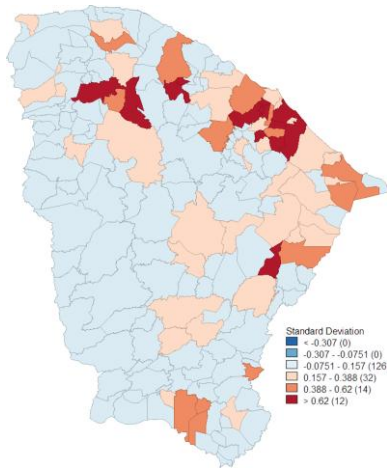 Standard Deviation
< -0.307 (0)
-0.307 - -0.0751 (0)
-0.0751 - 0.157 (126
0.157 - 0.388 (32)
0.388 - 0.62 (14)
> 0.62 (12)